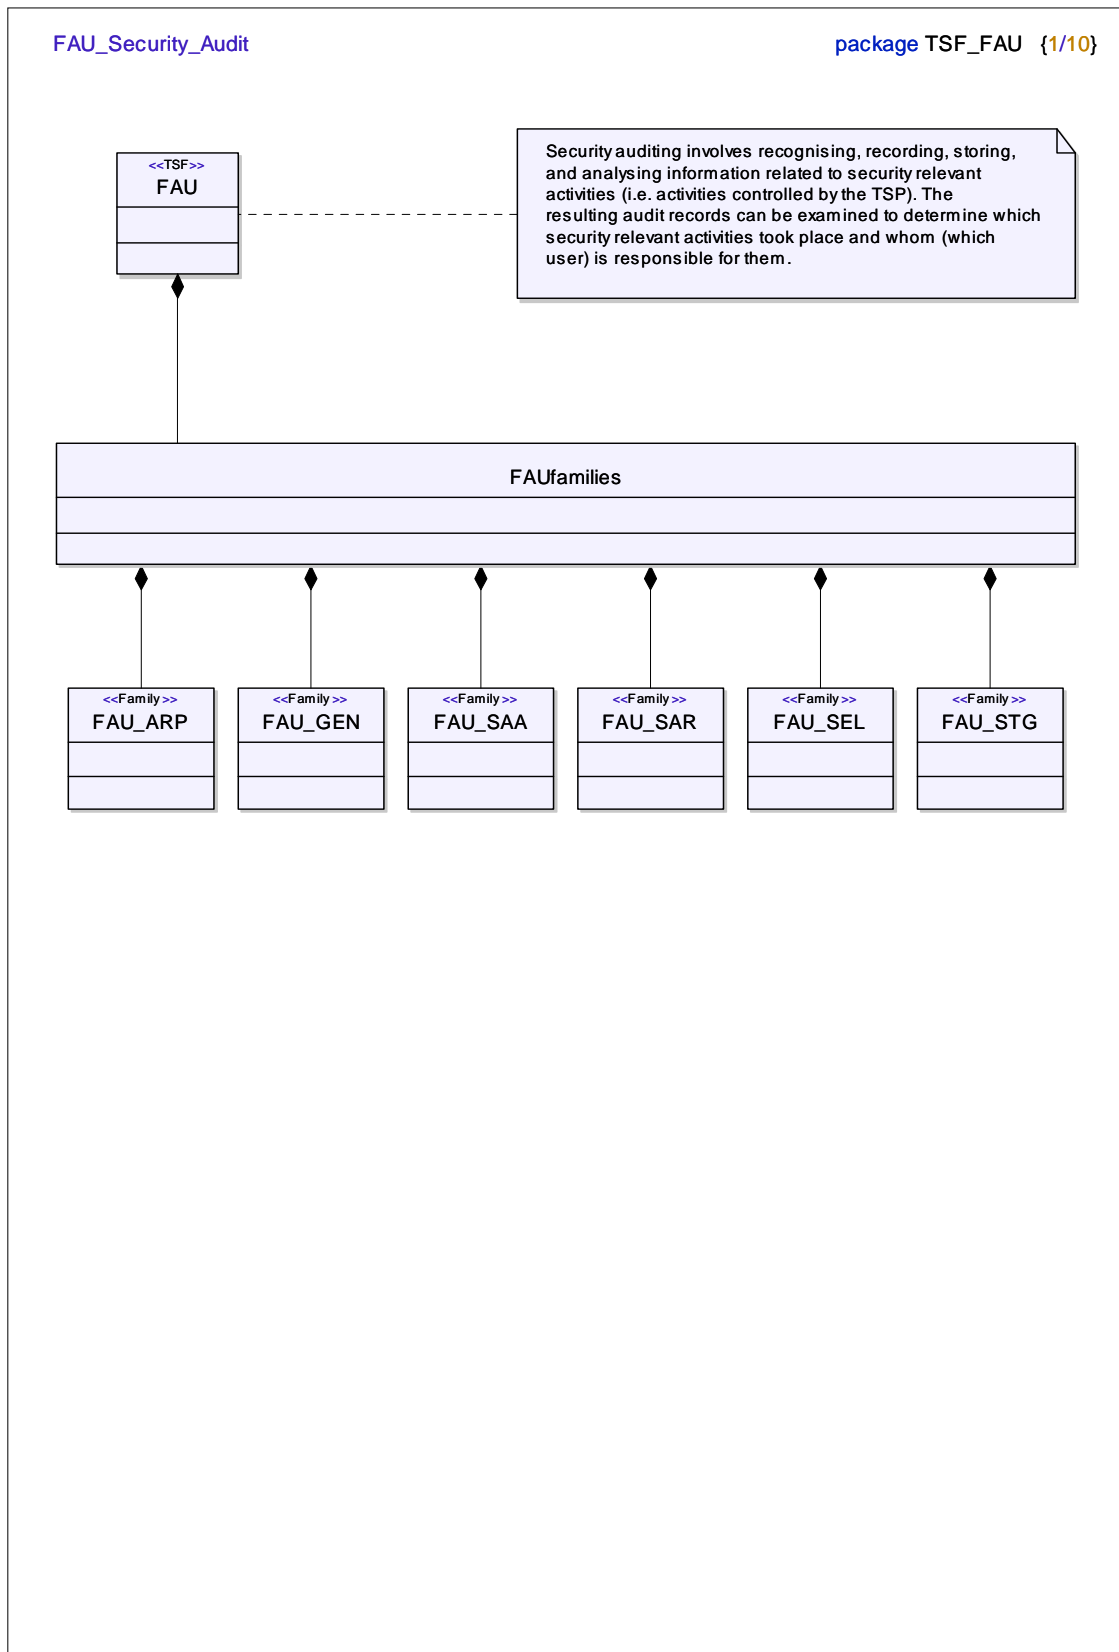 FAU_Security_Audit
package TSF_FAU {1/10}
<<TSF>>
FAU
Security auditing involves recognising, recording, storing,
and analysing information related to security relevant
activities (i.e. activities controlled by the TSP). The
resulting audit records can be examined to determine which
security relevant activities took place and whom (which
user) is responsible for them.
FAUfamilies
<<Family>>
FAU_ARP
<<Family>>
FAU_GEN
<<Family>>
FAU_SAA
<<Family>>
FAU_SAR
<<Family>>
FAU_SEL
<<Family>>
FAU_STG